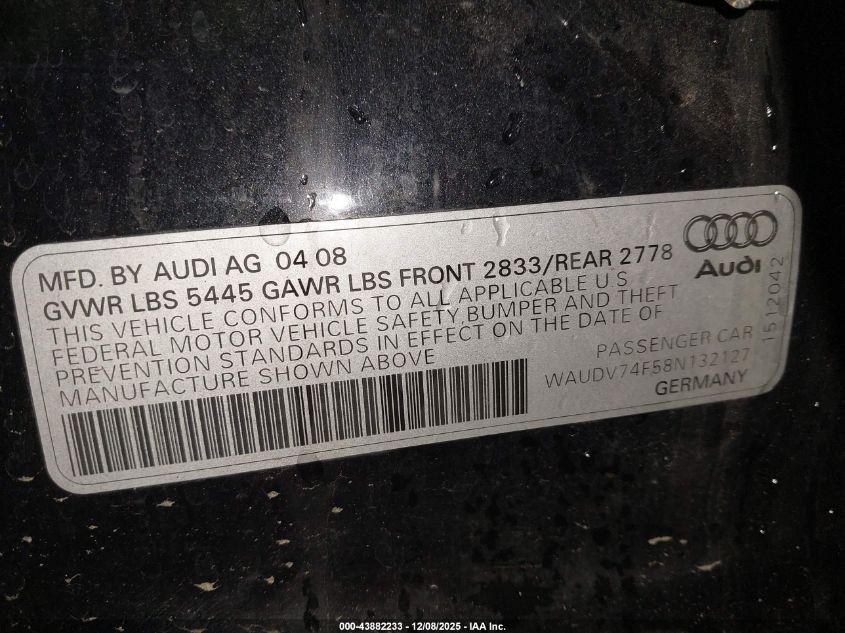 MFD. BY AUDI AG 04 08
GVWR LBS 5445 GAWR LBS FRONT 2833/REAR 2778
THIS VEHICLE CONFORMS TO ALL APPLICABLE U S
FEDERAL MOTOR VEHICLE SAFETY BUMPER AND THEFT
PREVENTION STANDARDS IN EFFECT ON THE DATE OF
MANUFACTURE SHOWN ABOVE
Audi
PASSENGER CAR
WAUDV74F58N132127
GERMANY
1512042
000-43882233 - 12/08/2025 - IAA Inc.